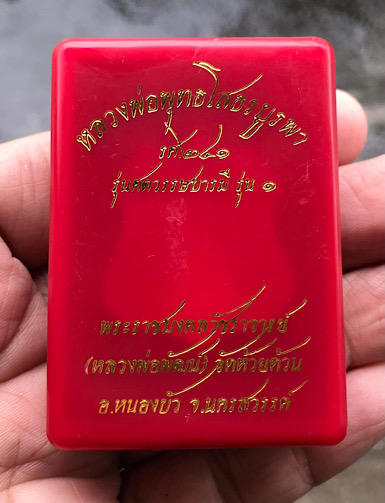 หลวงพ่อพุทธโสธรบูรพา
รศ.๒๔๑
รุ่นศตวรรษบารมี รุ่น ๑
พระราชมงคลวัชราจารย์
(หลวงพ่อพัฒน์) วัดห้วยด้วน
อ.หนองบัว จ.นครสวรรค์